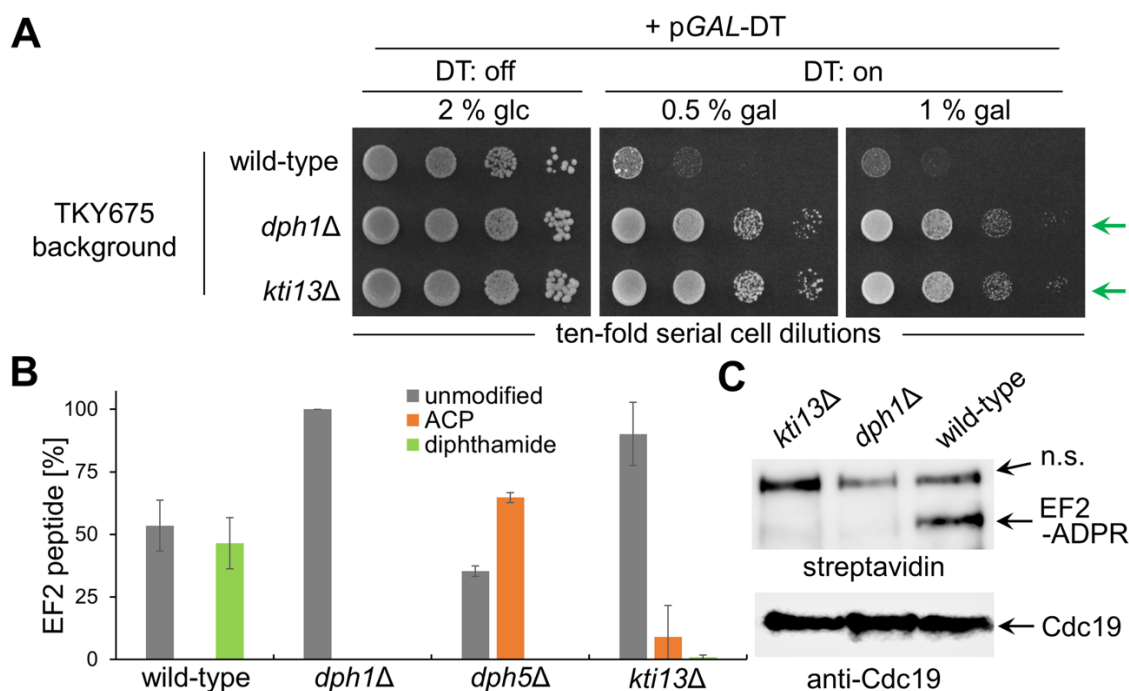 A
+ pGAL-DT
DT: off
DT: on
2 % glc
0.5 % gal
1 % gal
TKY675
background
wild-type
dph1Δ
kti13Δ
ten-fold serial cell dilutions
B
EF2 peptide [%]
100
75
50
25
0
unmodified
ACP
diphthamide
wild-type
dph1Δ
dph5Δ
kti13Δ
C
kti13Δ
dph1Δ
wild-type
n.s.
EF2
-ADPR
streptavidin
Cdc19
anti-Cdc19